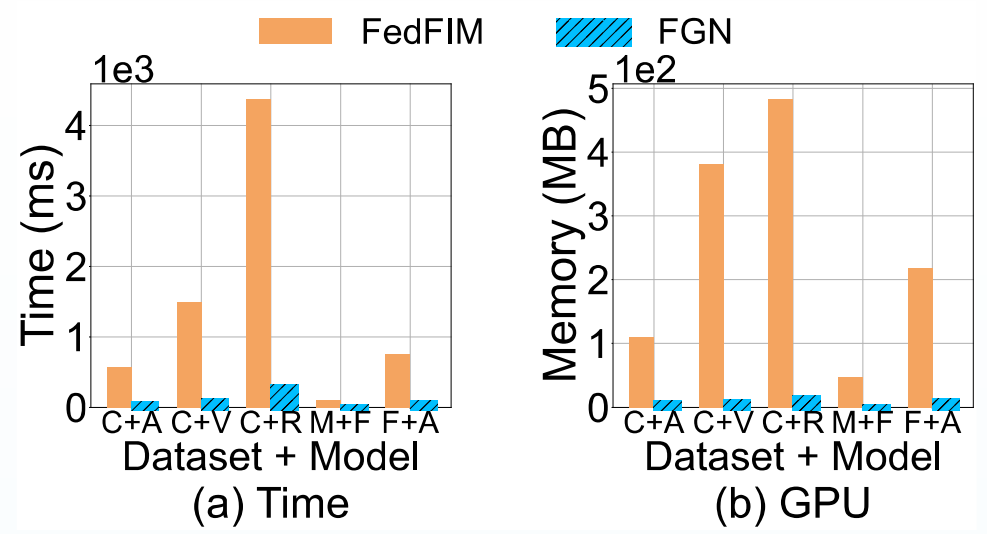 FedFIM FGN
1e3
4
3
2
1
0
Time (ms)
C+A C+V C+R M+F F+A
Dataset + Model
(a) Time
1e2
5
4
3
2
1
0
Memory (MB)
C+A C+V C+R M+F F+A
Dataset + Model
(b) GPU